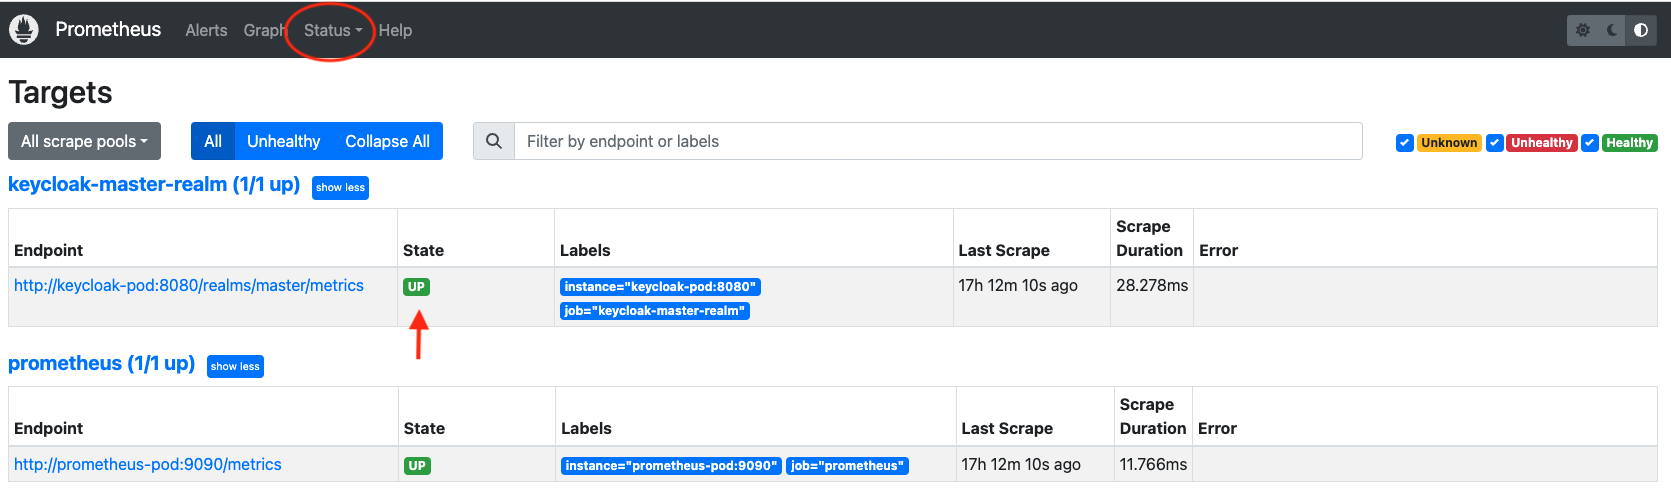 Prometheus Alerts Graph Status Help
Targets
All scrape pools All Unhealthy Collapse All Filter by endpoint or labels Unknown Unhealthy Healthy
keycloak-master-realm (1/1 up) show less
Endpoint State Labels Last Scrape Scrape Duration Error
http://keycloak-pod:8080/realms/master/metrics UP instance="keycloak-pod:8080" 17h 12m 10s ago 28.278ms
job="keycloak-master-realm"
prometheus (1/1 up) show less
Endpoint State Labels Last Scrape Scrape Duration Error
http://prometheus-pod:9090/metrics UP instance="prometheus-pod:9090" job="prometheus" 17h 12m 10s ago 11.766ms